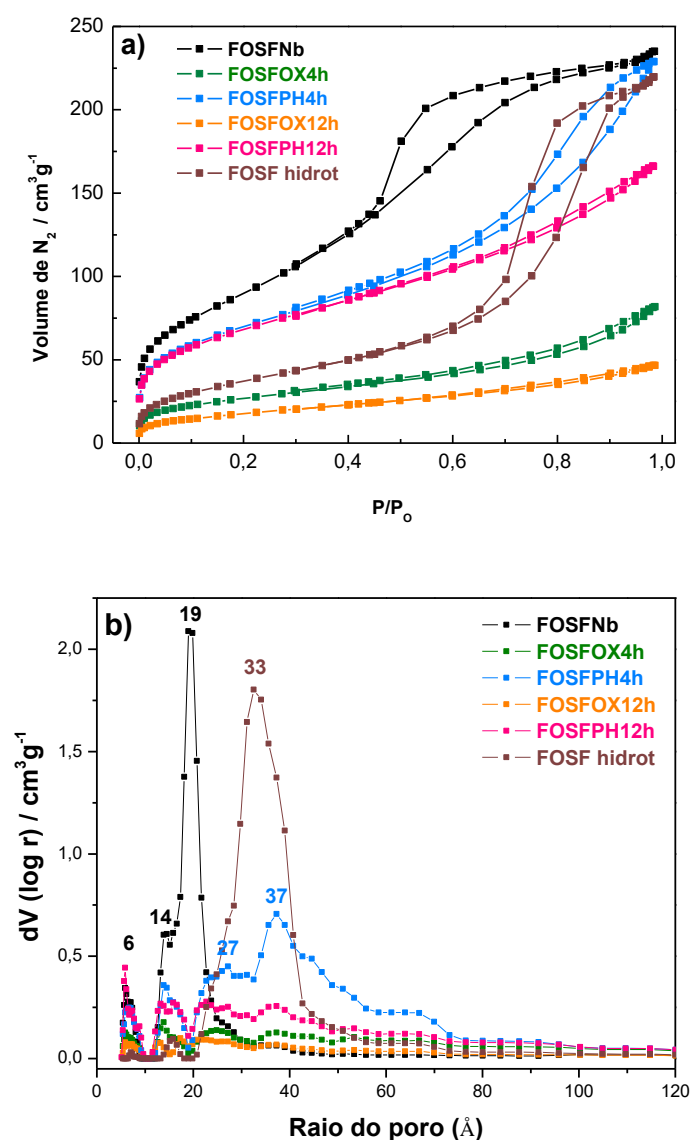 a)
FOSFNb
FOSFOX4h
FOSFPH4h
FOSFOX12h
FOSFPH12h
FOSF hidrot
Volume de N₂ / cm³g⁻¹
250
200
150
100
50
0
0,0 0,2 0,4 0,6 0,8 1,0
P/P₀
b)
FOSFNb
FOSFOX4h
FOSFPH4h
FOSFOX12h
FOSFPH12h
FOSF hidrot
19
33
37
14
27
6
dV (log r) / cm³g⁻¹
2,0
1,5
1,0
0,5
0,0
0 20 40 60 80 100 120
Raio do poro (Å)